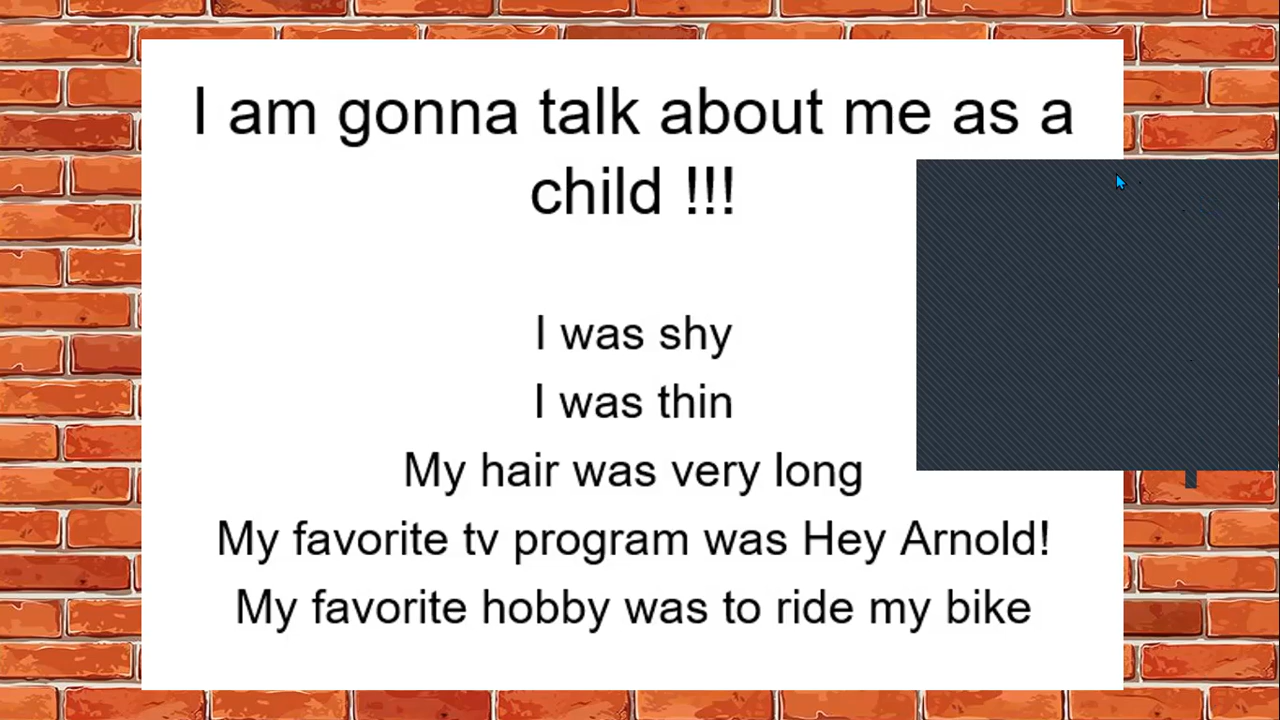 I am gonna talk about me as a
child !!!
I was shy
I was thin
My hair was very long
My favorite tv program was Hey Arnold!
My favorite hobby was to ride my bike